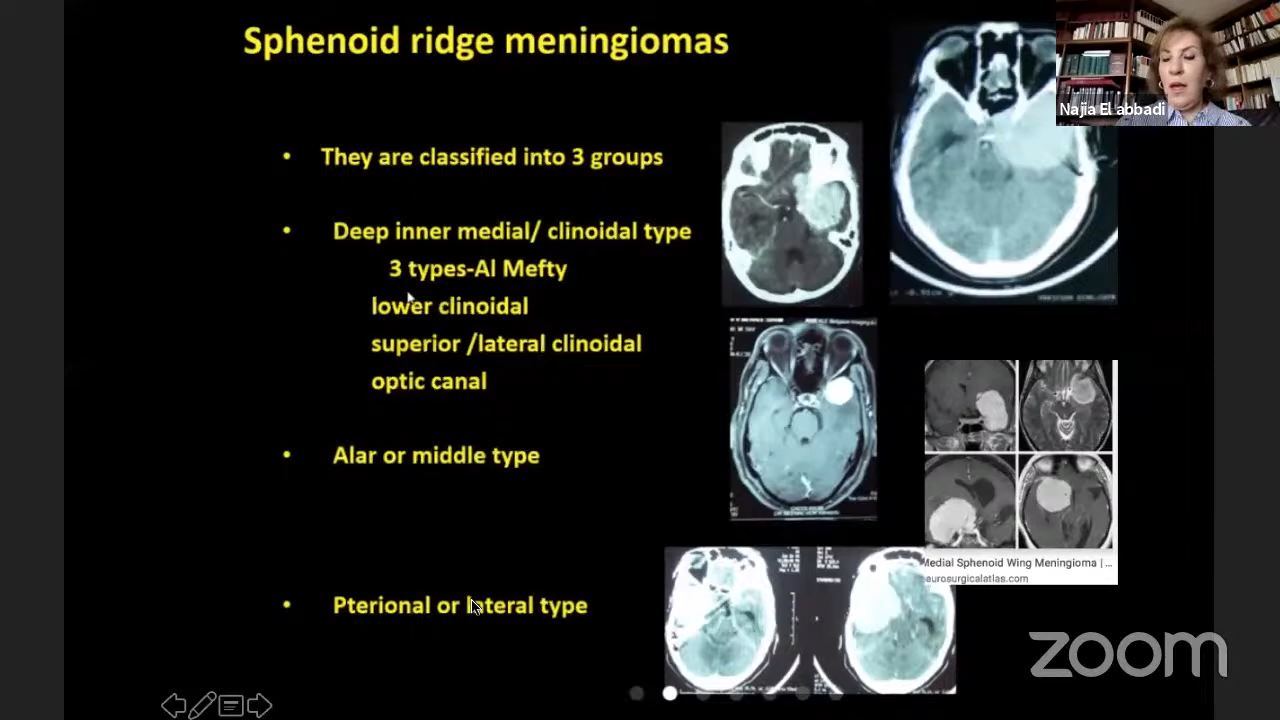 Sphenoid ridge meningiomas
Najia El abbadi
• They are classified into 3 groups
• Deep inner medial/ clinoidal type
3 types-Al Mefty
lower clinoidal
superior /lateral clinoidal
optic canal
• Alar or middle type
• Pterional or lateral type
Medial Sphenoid Wing Meningioma | ...
eurosurgicalatlas.com
zoom